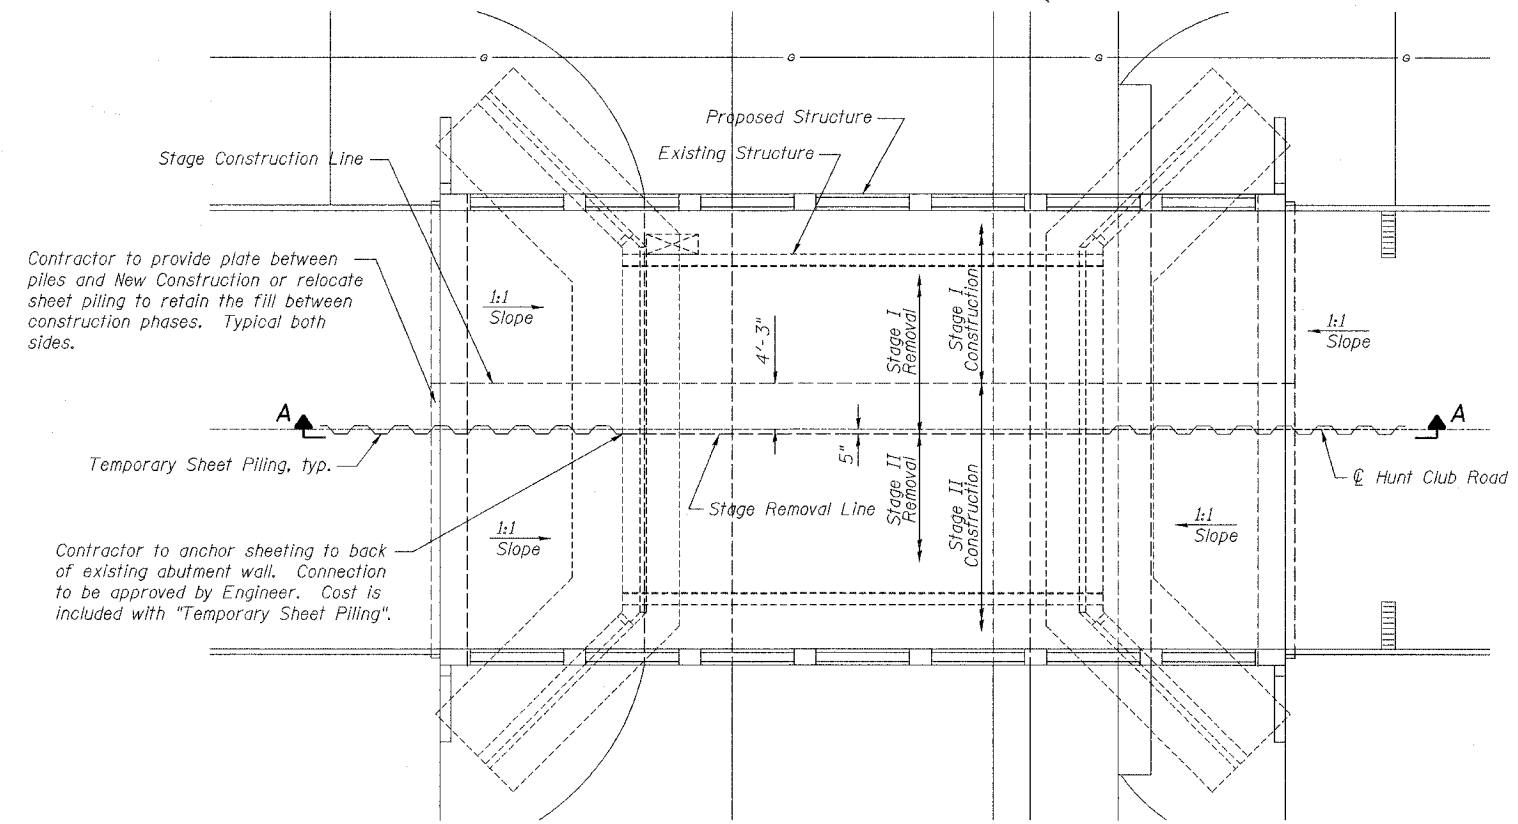 G G G G
Proposed Structure
Existing Structure
Stage Construction Line
Contractor to provide plate between
piles and New Construction or relocate
sheet piling to retain the fill between
construction phases. Typical both
sides.
1:1
Slope
1:1
Slope
4'-3"
Stage I
Removal
Stage I
Construction
A
A
Temporary Sheet Piling, typ.
5"
Stage II
Removal
Stage II
Construction
℄ Hunt Club Road
Stage Removal Line
1:1
Slope
1:1
Slope
Contractor to anchor sheeting to back
of existing abutment wall. Connection
to be approved by Engineer. Cost is
included with "Temporary Sheet Piling".